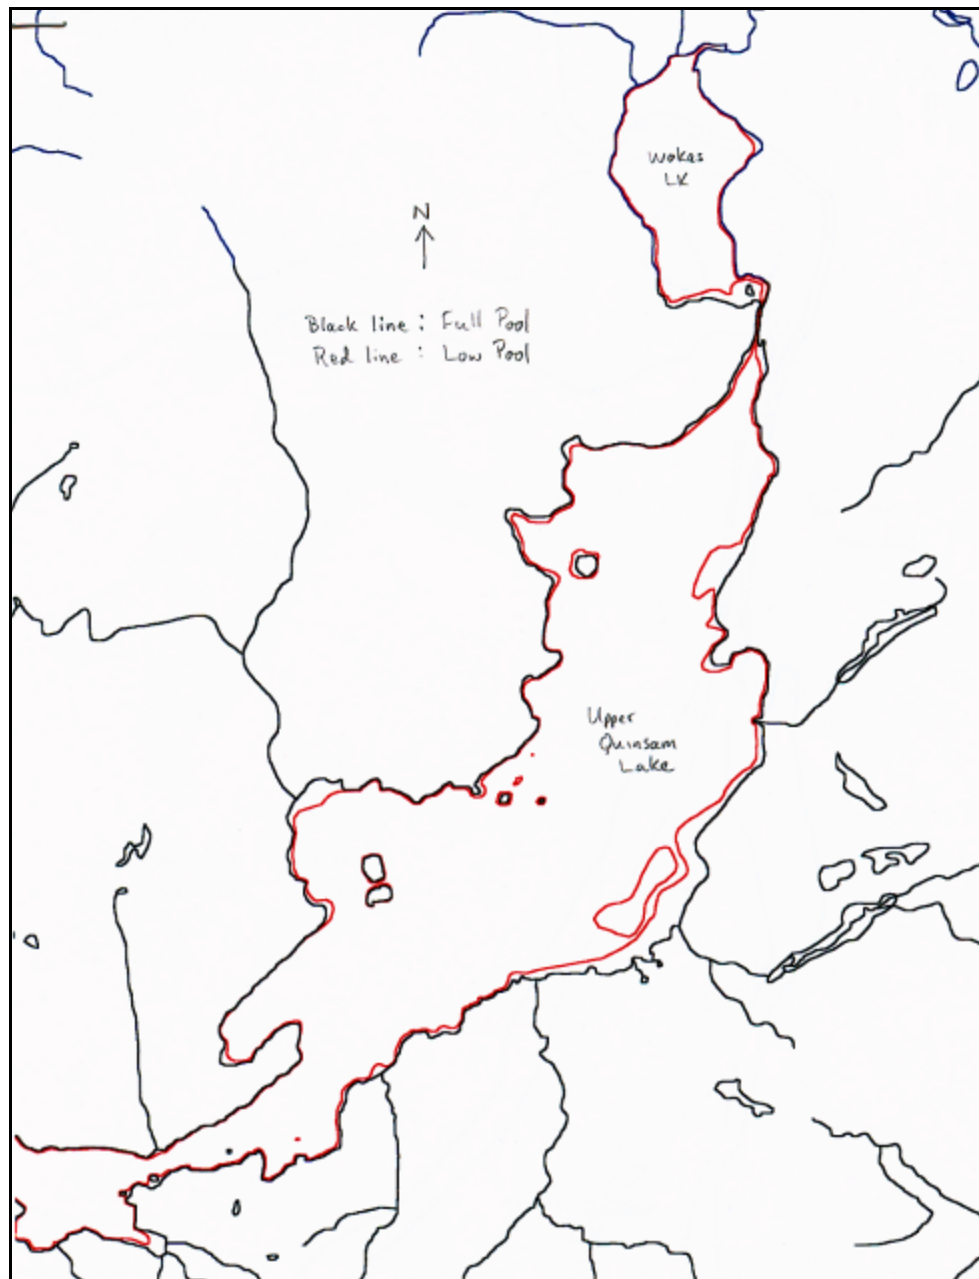 Wokas
LK
N
Black line : Full Pool
Red line : Low Pool
Upper
Quinsam
Lake